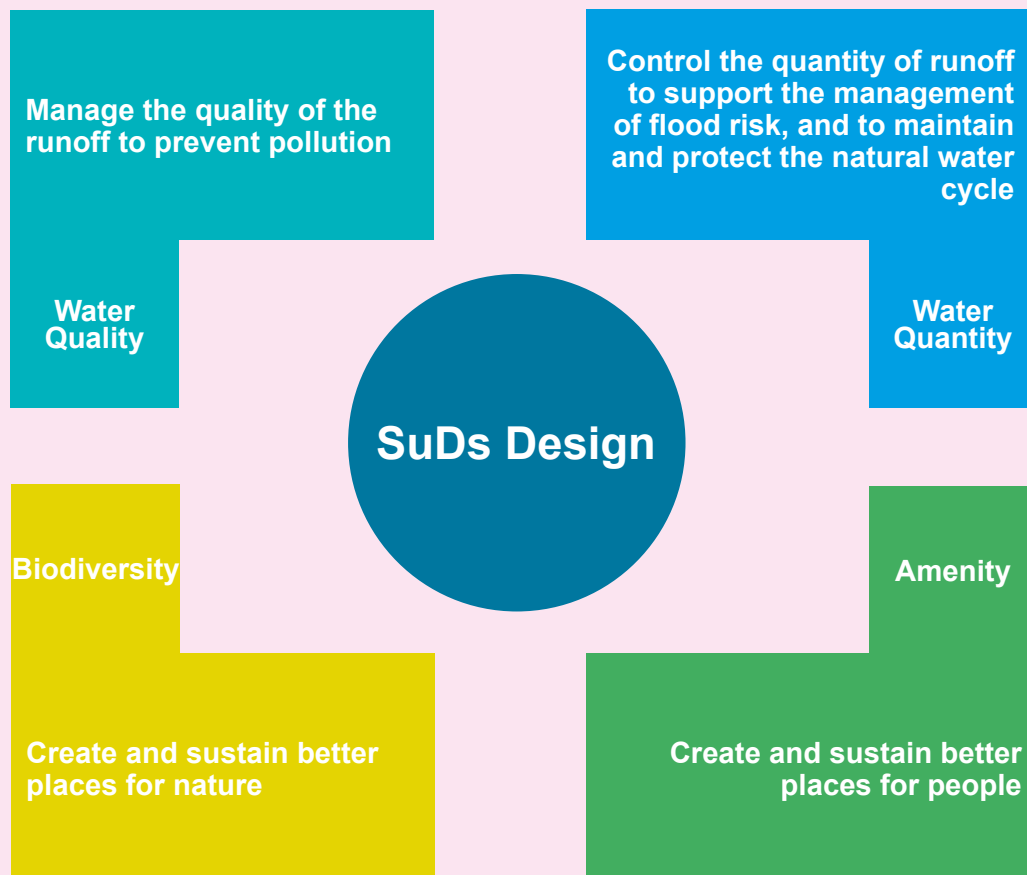 Manage the quality of the
runoff to prevent pollution
Water
Quality
Control the quantity of runoff
to support the management
of flood risk, and to maintain
and protect the natural water
cycle
Water
Quantity
SuDs Design
Biodiversity
Create and sustain better
places for nature
Amenity
Create and sustain better
places for people